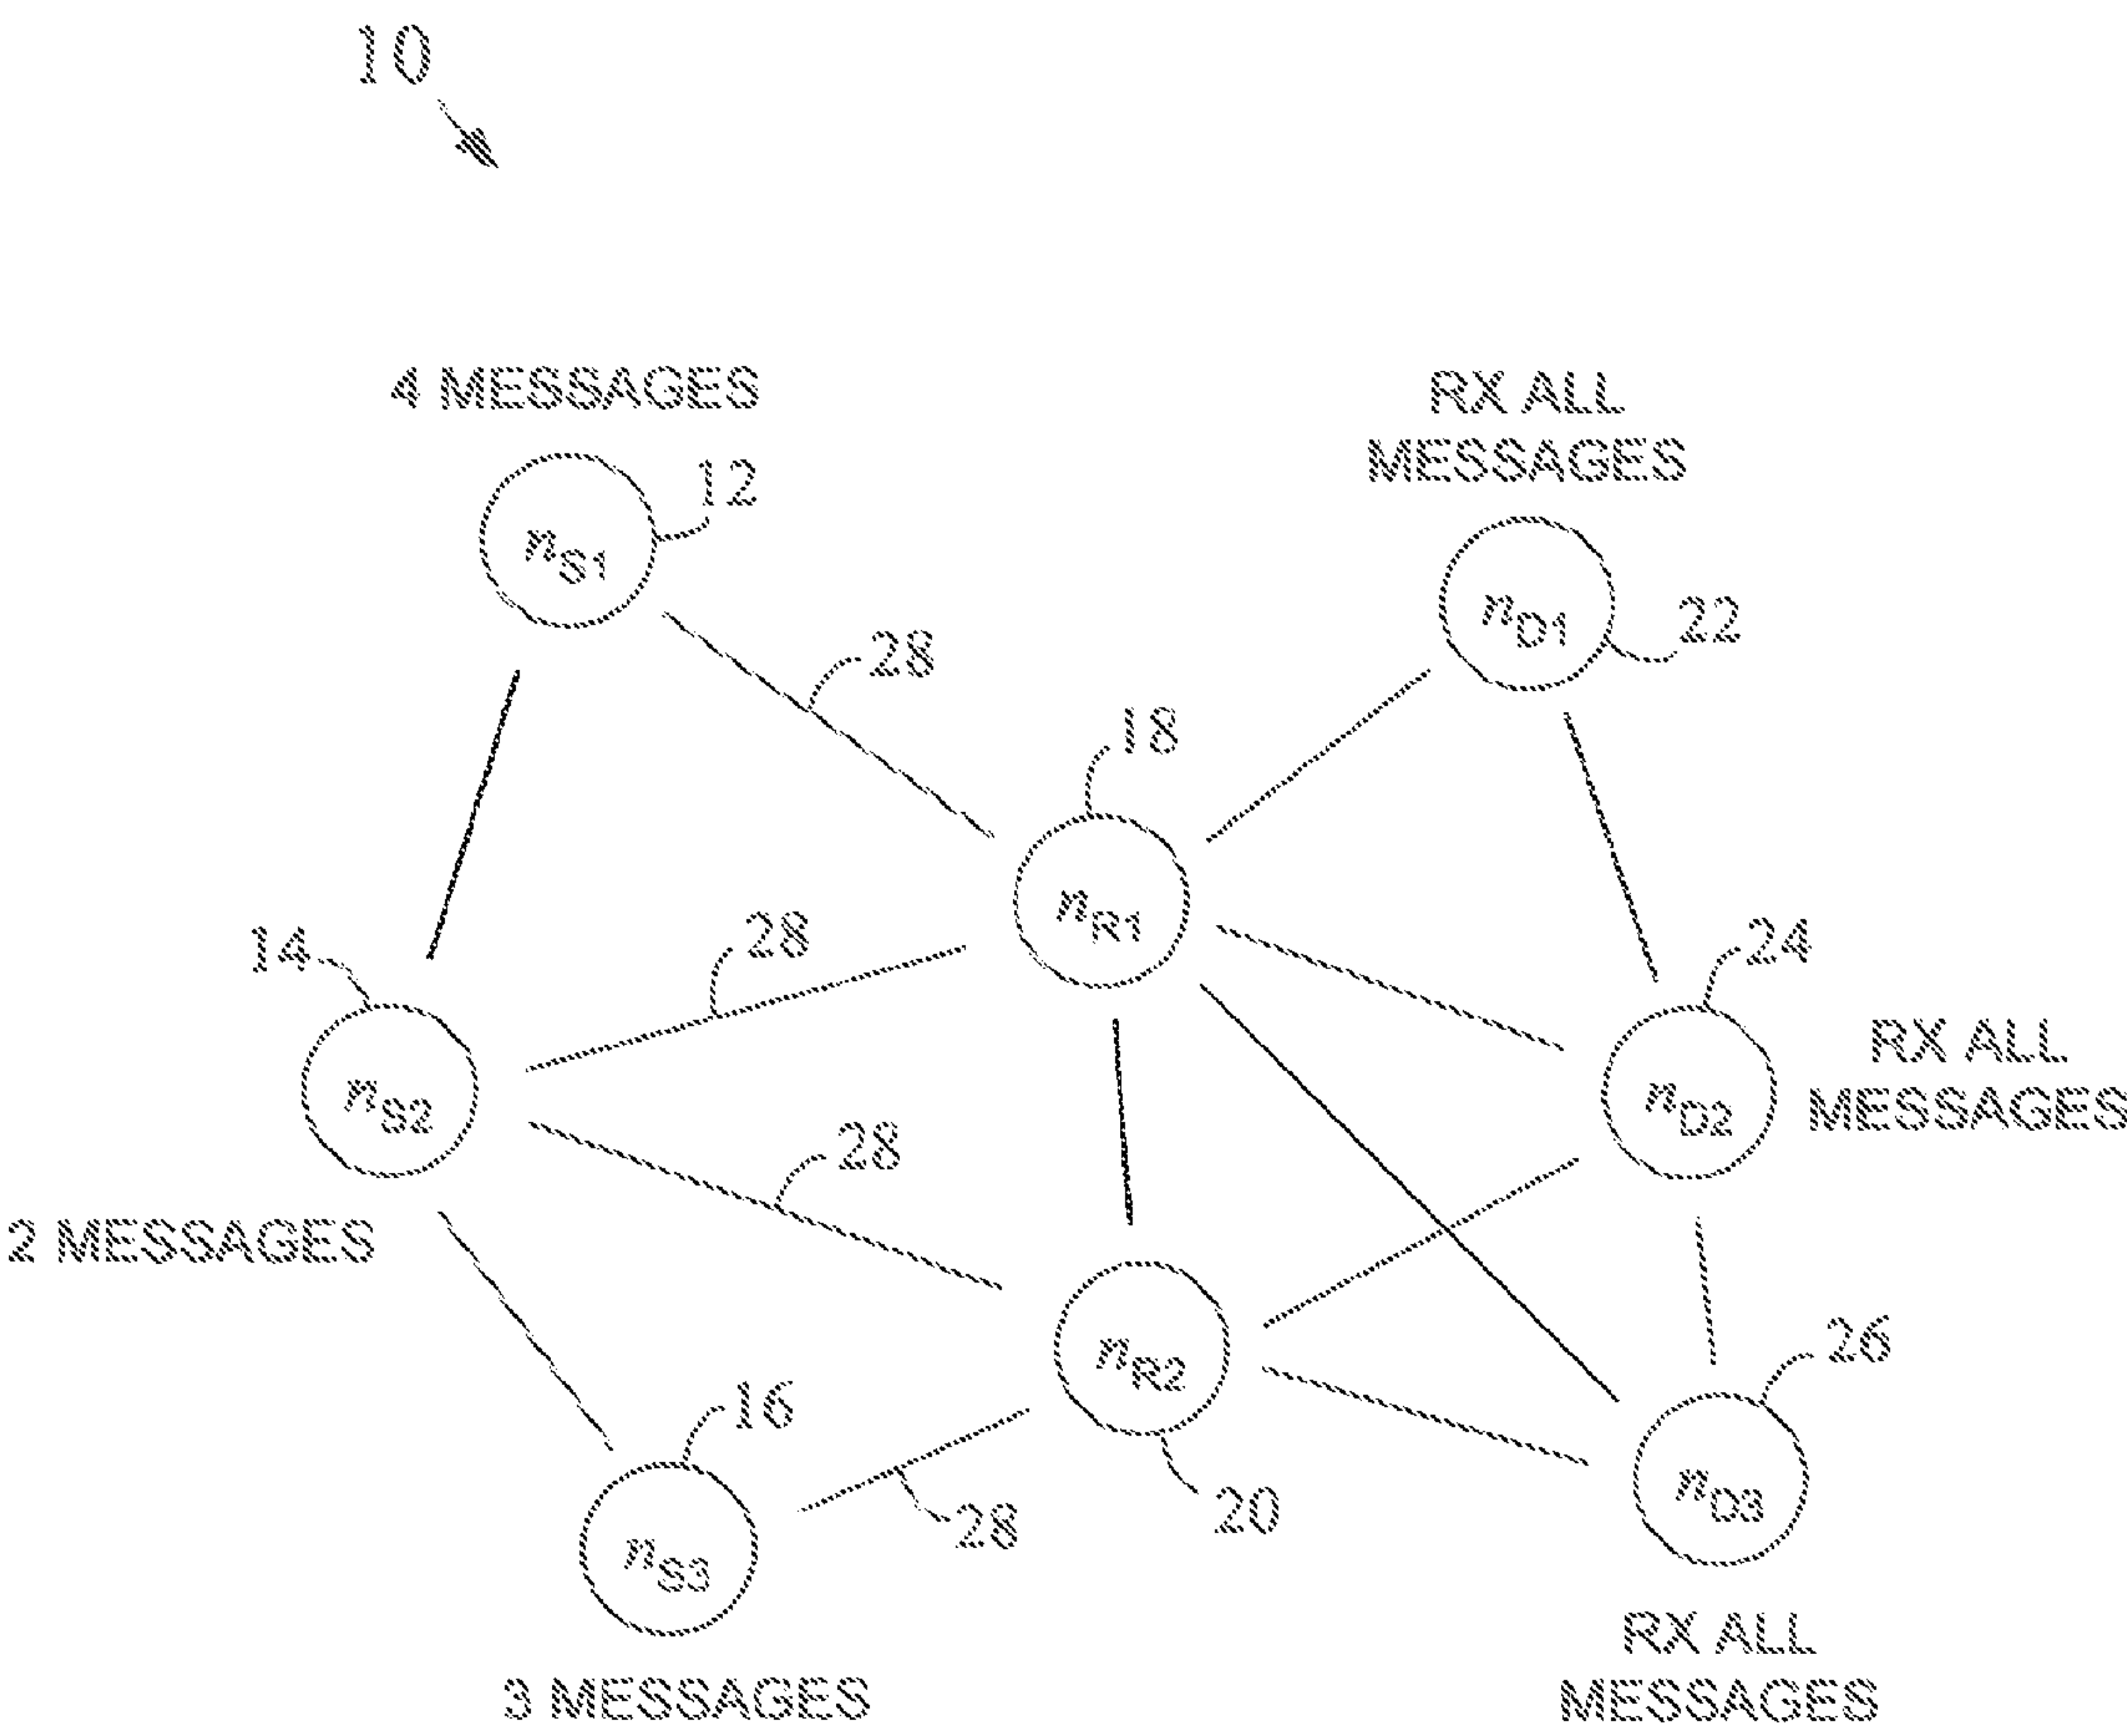 10
4 MESSAGES
RX ALL
MESSAGES
12
nS1
nD1
22
28
18
nR1
14
28
24
nS2
nD2
RX ALL
MESSAGES
28
2 MESSAGES
nR2
26
16
nD3
20
28
nS3
RX ALL
MESSAGES
3 MESSAGES